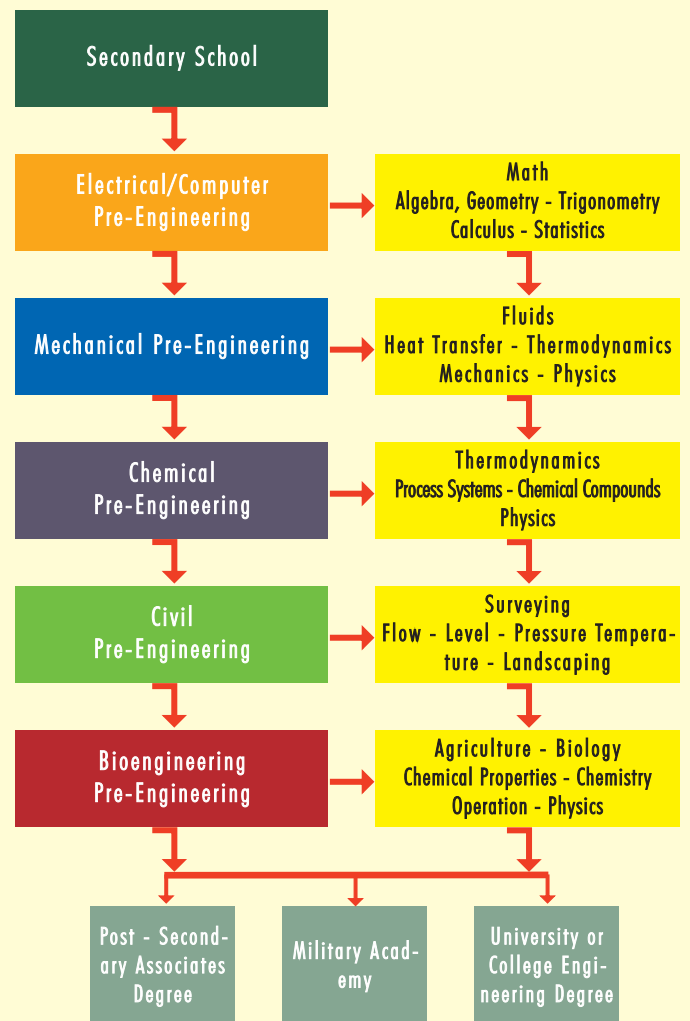 Secondary School
Electrical/Computer
Pre-Engineering
Math
Algebra, Geometry - Trigonometry
Calculus - Statistics
Mechanical Pre-Engineering
Fluids
Heat Transfer - Thermodynamics
Mechanics - Physics
Chemical
Pre-Engineering
Thermodynamics
Process Systems - Chemical Compounds
Physics
Civil
Pre-Engineering
Surveying
Flow - Level - Pressure Tempera-
ture - Landscaping
Bioengineering
Pre-Engineering
Agriculture - Biology
Chemical Properties - Chemistry
Operation - Physics
Post - Second-
ary Associates
Degree
Military Acad-
emy
University or
College Engi-
neering Degree